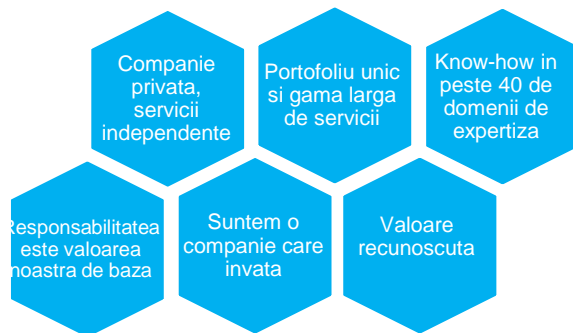 Companie
privata,
servicii
independente
Portofoliu unic
si gama larga
de servicii
Know-how in
peste 40 de
domenii de
expertiza
Responsabilitatea
este valoarea
noastra de baza
Suntem o
companie care
invata
Valoare
recunoscuta